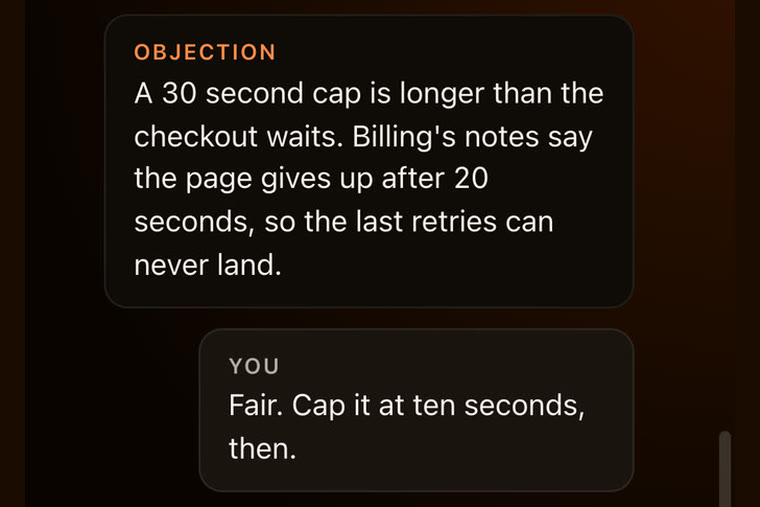 OBJECTION
A 30 second cap is longer than the
checkout waits. Billing's notes say
the page gives up after 20
seconds, so the last retries can
never land.
YOU
Fair. Cap it at ten seconds,
then.